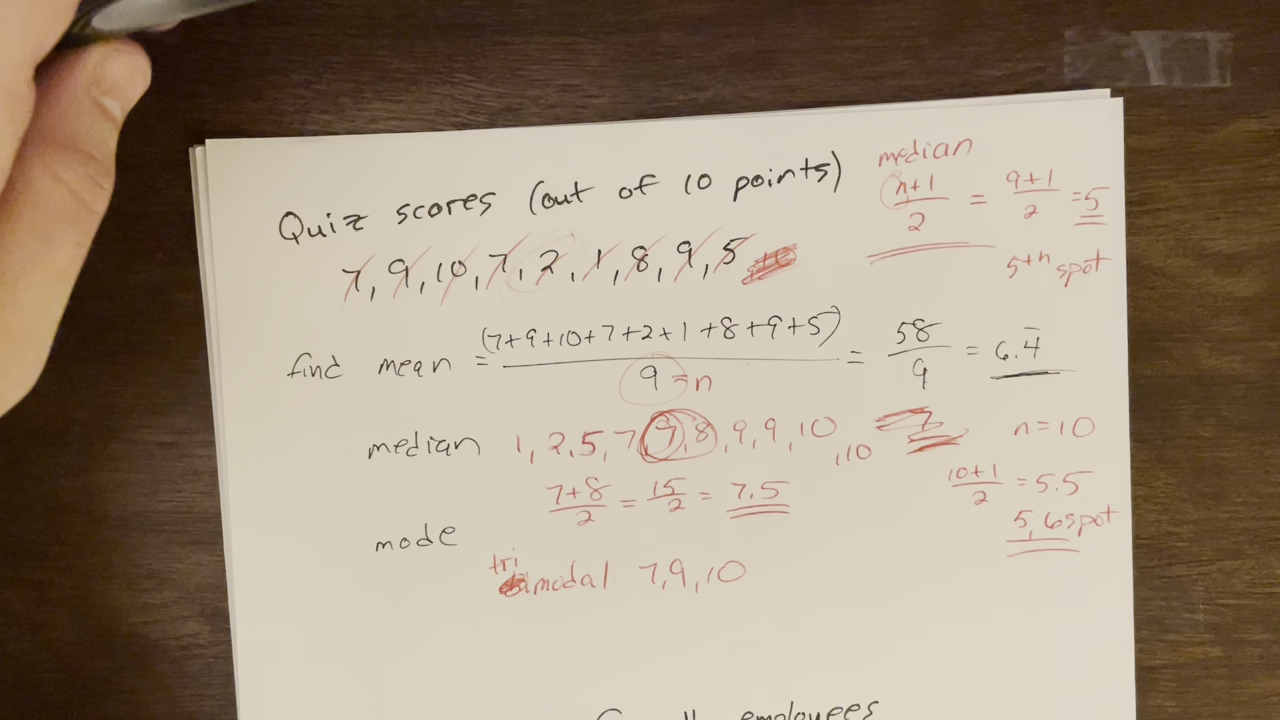 Quiz scores (out of 10 points)
7, 9, 10, 7, 2, 1, 8, 9, 5
median
n+1/2 = 9+1/2 = 5
5th spot
find mean = (7+9+10+7+2+1+8+9+5)/9 = 58/9 = 6.4̅
9 = n
median 1, 2, 5, 7, 7, 8, 9, 9, 10, 10
n=10
7+8/2 = 15/2 = 7.5
10+1/2 = 5.5
5, 6 spot
mode
tri
modal 7, 9, 10
employees